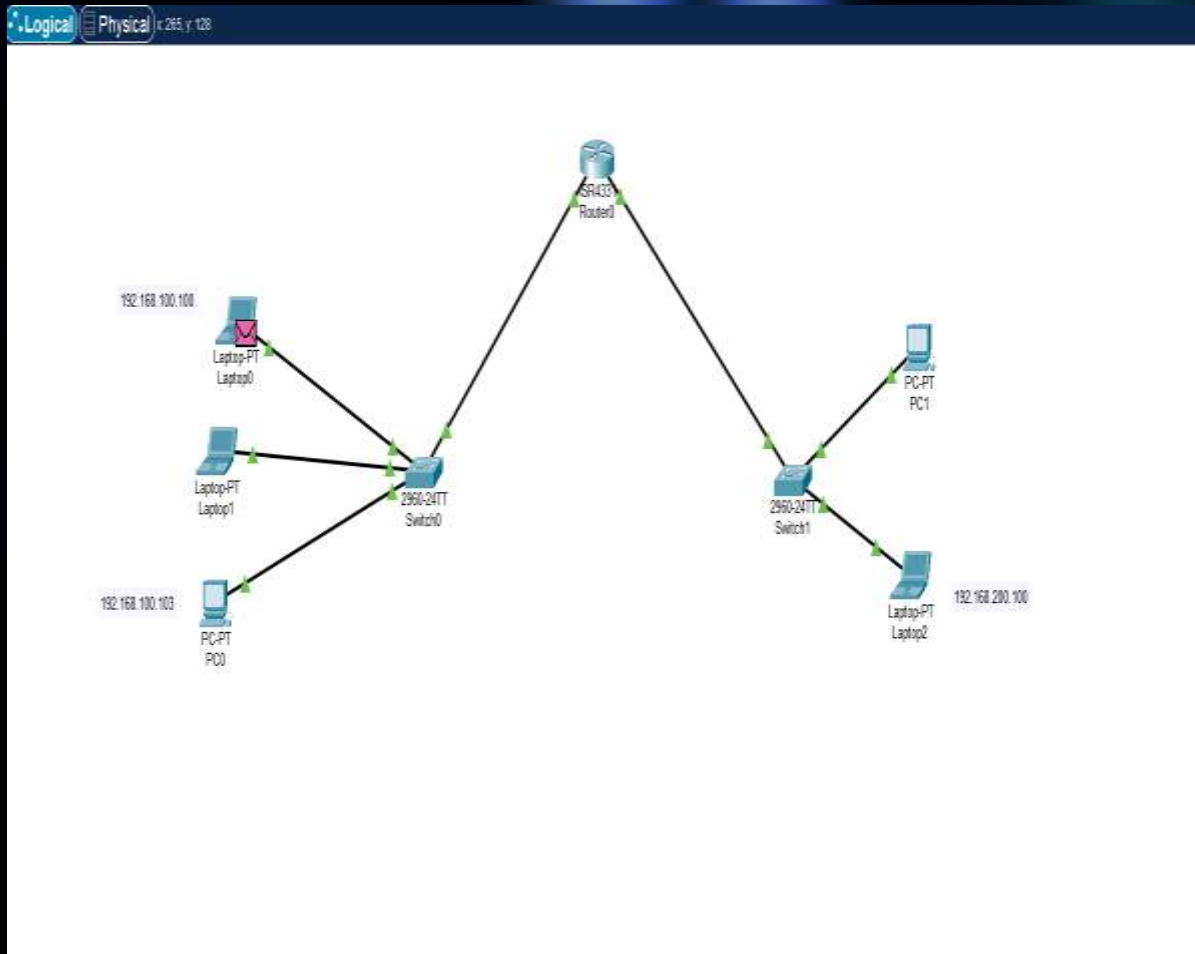 Logical Physical x: 265, y: 128
ISR4331
Router0
192.168.100.100
Laptop-PT
Laptop0
PC-PT
PC1
Laptop-PT
Laptop1
2960-24TT
Switch0
2960-24TT
Switch1
192.168.100.103
PC-PT
PC0
Laptop-PT
Laptop2
192.168.200.100